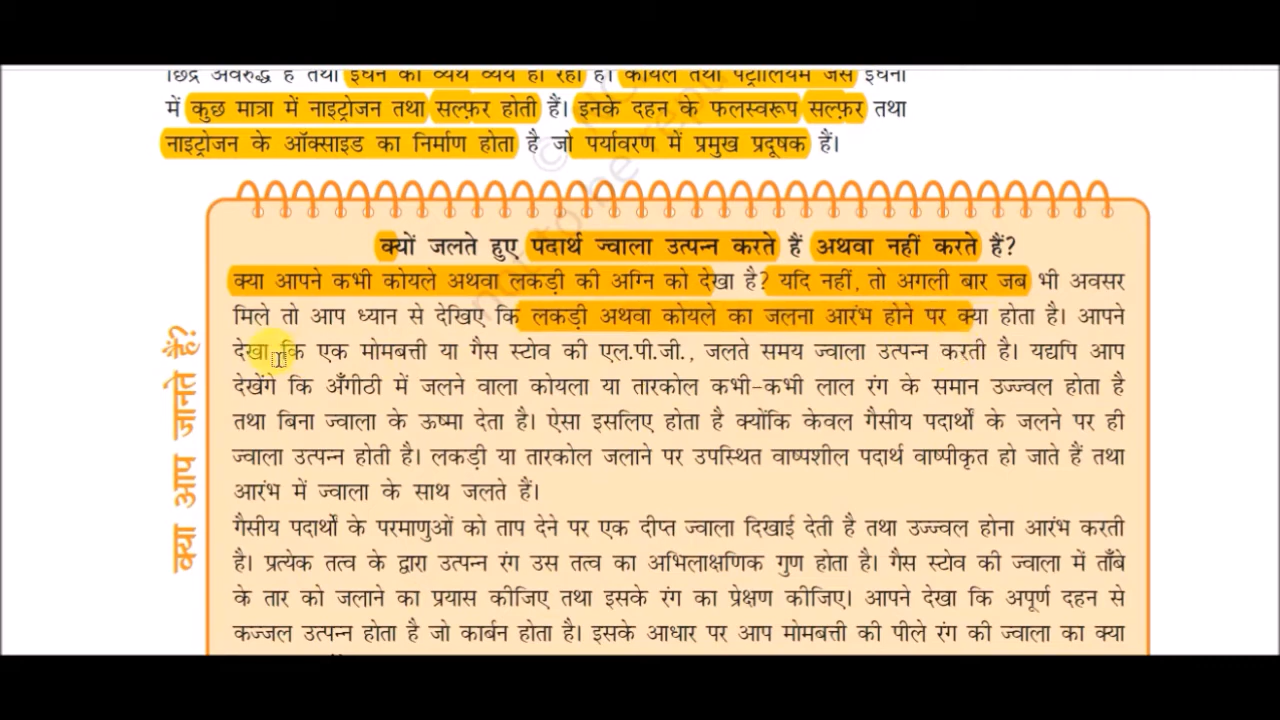 छिद्र अवरुद्ध हैं तथा ईंधन का व्यर्थ व्यय हो रहा है। कोयले तथा पेट्रोलियम जैसे ईंधनों
में कुछ मात्रा में नाइट्रोजन तथा सल्फ़र होती हैं। इनके दहन के फलस्वरूप सल्फ़र तथा
नाइट्रोजन के ऑक्साइड का निर्माण होता है जो पर्यावरण में प्रमुख प्रदूषक हैं।
क्यों जलते हुए पदार्थ ज्वाला उत्पन्न करते हैं अथवा नहीं करते हैं?
क्या आपने कभी कोयले अथवा लकड़ी की अग्नि को देखा है? यदि नहीं, तो अगली बार जब भी अवसर
मिले तो आप ध्यान से देखिए कि लकड़ी अथवा कोयले का जलना आरंभ होने पर क्या होता है। आपने
देखा कि एक मोमबत्ती या गैस स्टोव की एल.पी.जी., जलते समय ज्वाला उत्पन्न करती है। यद्यपि आप
देखेंगे कि अँगीठी में जलने वाला कोयला या तारकोल कभी-कभी लाल रंग के समान उज्ज्वल होता है
तथा बिना ज्वाला के ऊष्मा देता है। ऐसा इसलिए होता है क्योंकि केवल गैसीय पदार्थों के जलने पर ही
ज्वाला उत्पन्न होती है। लकड़ी या तारकोल जलाने पर उपस्थित वाष्पशील पदार्थ वाष्पीकृत हो जाते हैं तथा
आरंभ में ज्वाला के साथ जलते हैं।
गैसीय पदार्थों के परमाणुओं को ताप देने पर एक दीप्त ज्वाला दिखाई देती है तथा उज्ज्वल होना आरंभ करती
है। प्रत्येक तत्व के द्वारा उत्पन्न रंग उस तत्व का अभिलाक्षणिक गुण होता है। गैस स्टोव की ज्वाला में ताँबे
के तार को जलाने का प्रयास कीजिए तथा इसके रंग का प्रेक्षण कीजिए। आपने देखा कि अपूर्ण दहन से
कज्जल उत्पन्न होता है जो कार्बन होता है। इसके आधार पर आप मोमबत्ती की पीले रंग की ज्वाला का क्या
क्या आप जानते हैं?